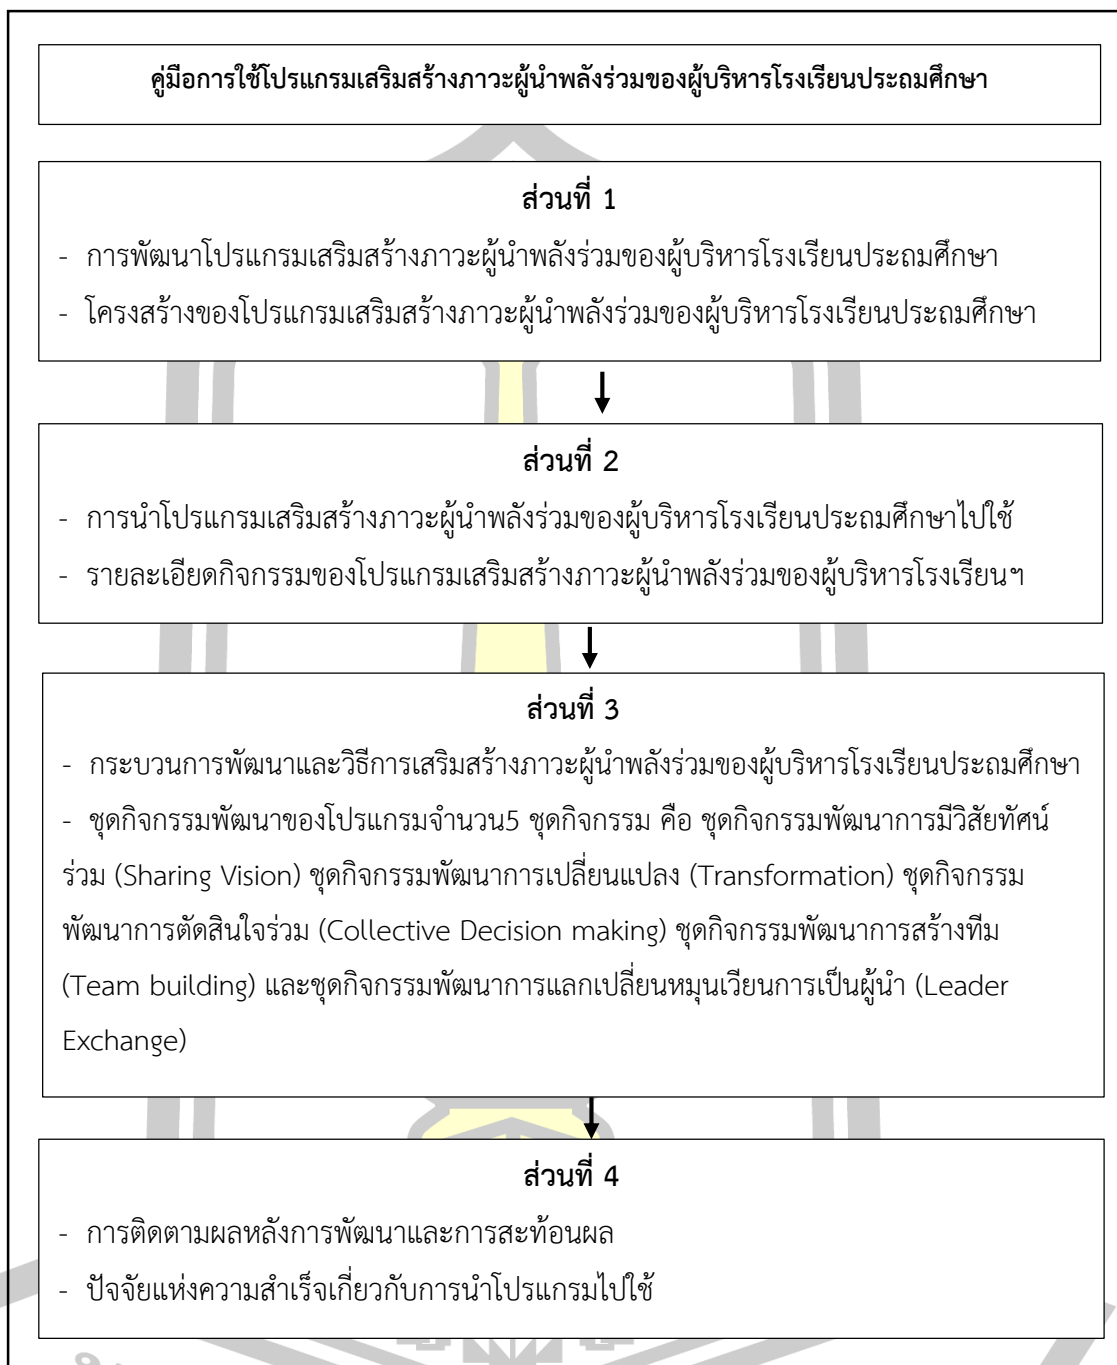 คู่มือการใช้โปรแกรมเสริมสร้างภาวะผู้นำพลังร่วมของผู้บริหารโรงเรียนประถมศึกษา
ส่วนที่ 1
- การพัฒนาโปรแกรมเสริมสร้างภาวะผู้นำพลังร่วมของผู้บริหารโรงเรียนประถมศึกษา
- โครงสร้างของโปรแกรมเสริมสร้างภาวะผู้นำพลังร่วมของผู้บริหารโรงเรียนประถมศึกษา
ส่วนที่ 2
- การนำโปรแกรมเสริมสร้างภาวะผู้นำพลังร่วมของผู้บริหารโรงเรียนประถมศึกษาไปใช้
- รายละเอียดกิจกรรมของโปรแกรมเสริมสร้างภาวะผู้นำพลังร่วมของผู้บริหารโรงเรียนฯ
ส่วนที่ 3
- กระบวนการพัฒนาและวิธีการเสริมสร้างภาวะผู้นำพลังร่วมของผู้บริหารโรงเรียนประถมศึกษา
- ชุดกิจกรรมพัฒนาของโปรแกรมจำนวน5 ชุดกิจกรรม คือ ชุดกิจกรรมพัฒนาการมีวิสัยทัศน์
ร่วม (Sharing Vision) ชุดกิจกรรมพัฒนาการเปลี่ยนแปลง (Transformation) ชุดกิจกรรม
พัฒนาการตัดสินใจร่วม (Collective Decision making) ชุดกิจกรรมพัฒนาการสร้างทีม
(Team building) และชุดกิจกรรมพัฒนาการแลกเปลี่ยนหมุนเวียนการเป็นผู้นำ (Leader
Exchange)
ส่วนที่ 4
- การติดตามผลหลังการพัฒนาและการสะท้อนผล
- ปัจจัยแห่งความสำเร็จเกี่ยวกับการนำโปรแกรมไปใช้